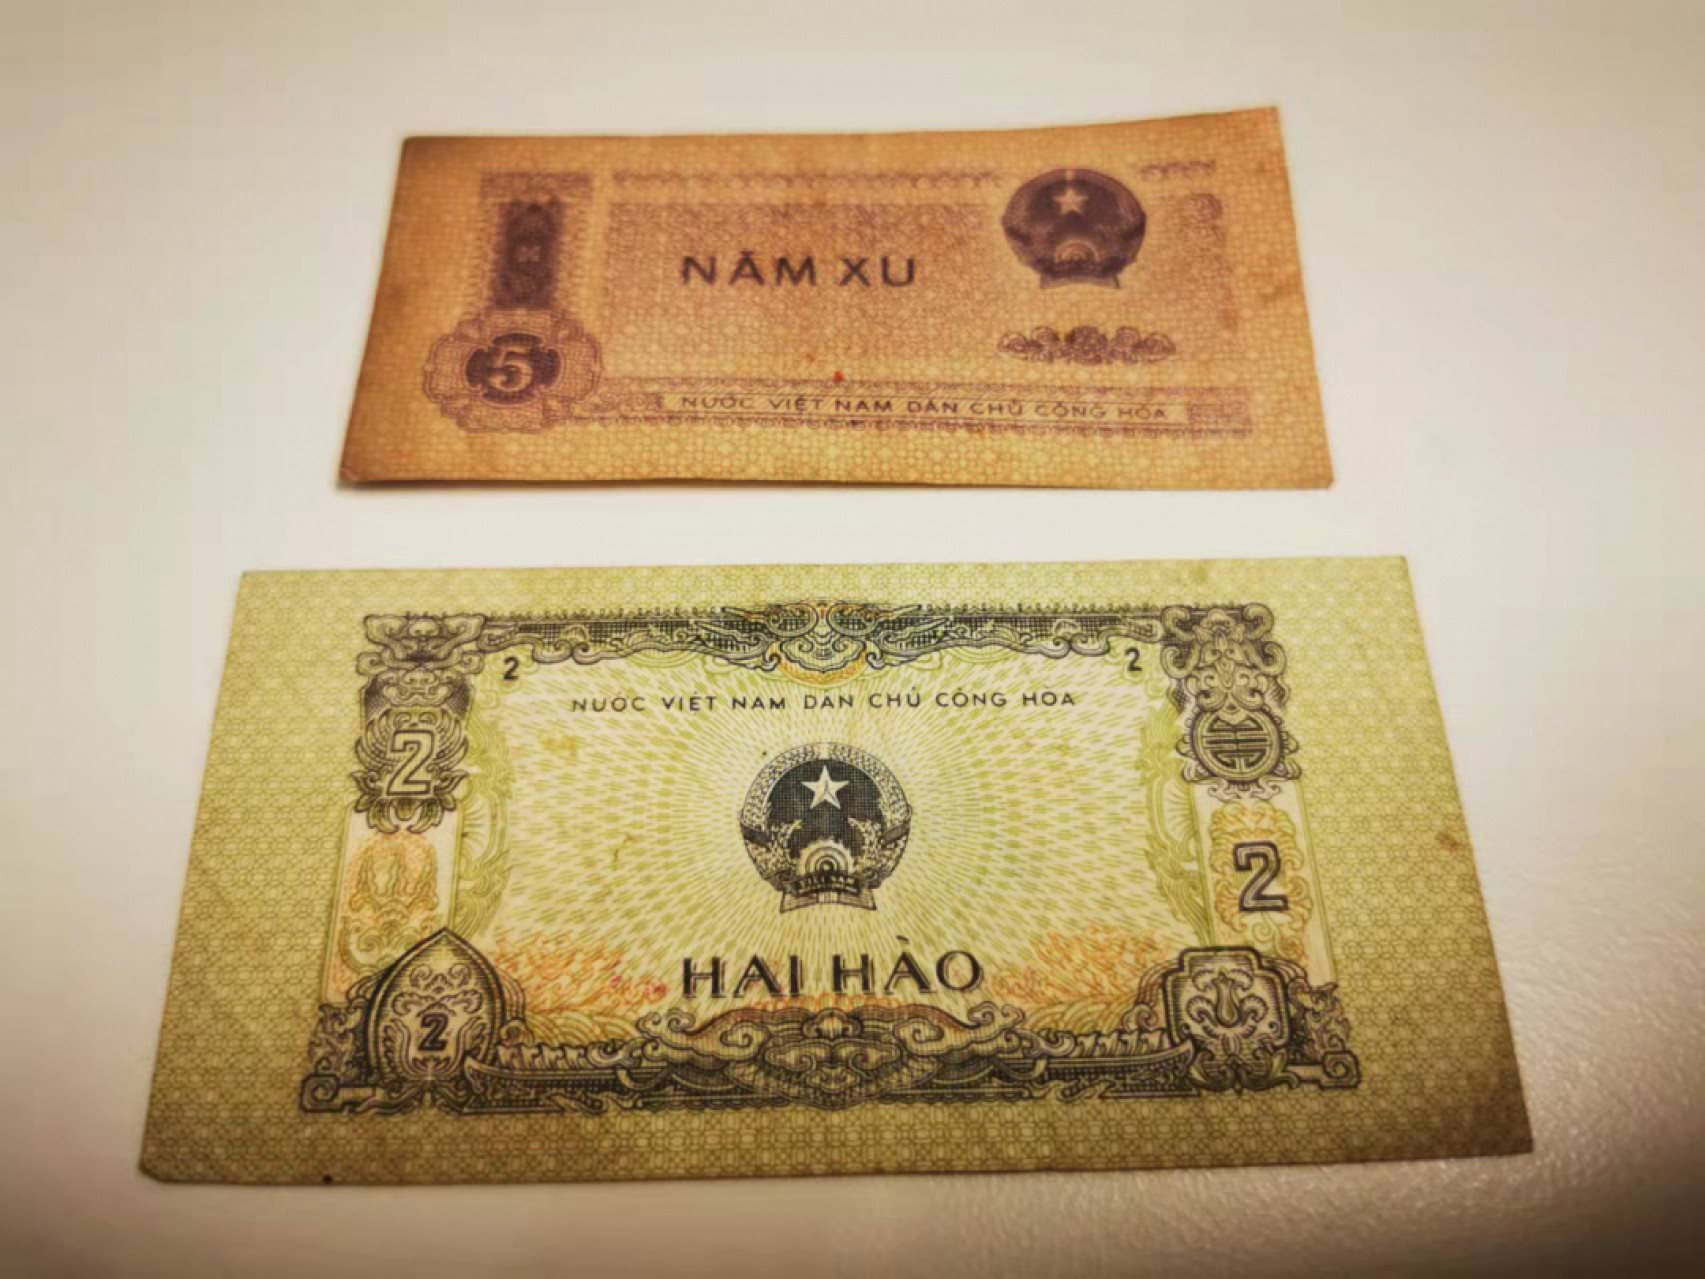 NĂM XU
5
NƯỚC VIỆT NAM DÂN CHỦ CỘNG HÒA
2 2
NƯỚC VIỆT NAM DÂN CHỦ CỘNG HÒA
2
2
HAI HÀO
2